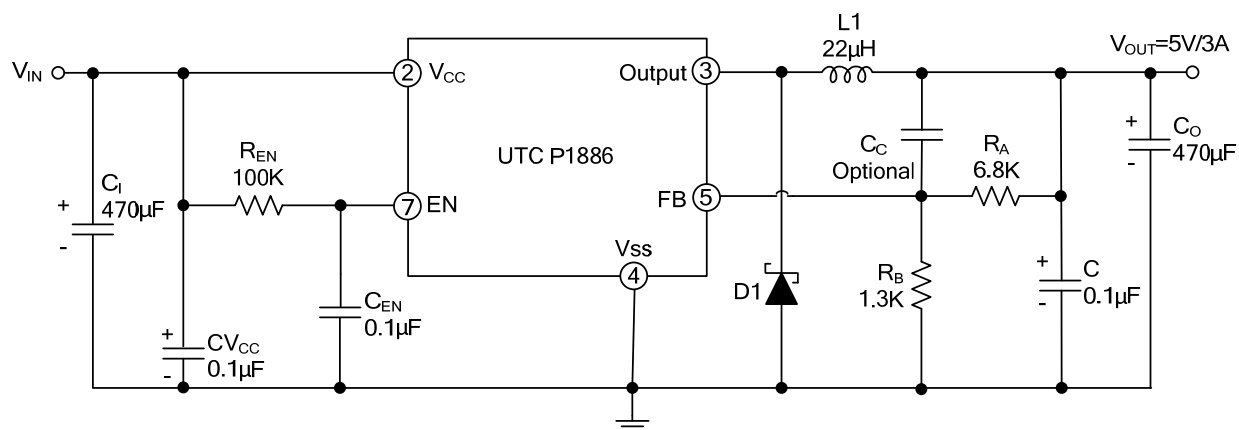 L1
22µH
VOUT=5V/3A
VIN
2
VCC
Output
3
CI
470µF
+
-
REN
100K
UTC P1886
CC
Optional
RA
6.8K
+
-
CO
470µF
7
EN
FB
5
Vss
4
CVCC
0.1µF
+
-
CEN
0.1µF
D1
RB
1.3K
+
-
C
0.1µF